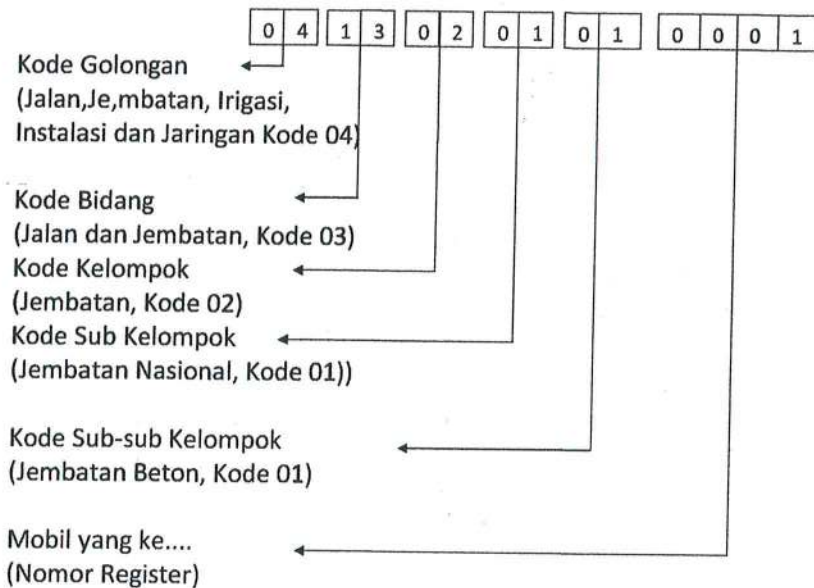 0 4 1 3 0 2 0 1 0 1 0 0 0 1
Kode Golongan
(Jalan,Je,mbatan, Irigasi,
Instalasi dan Jaringan Kode 04)
Kode Bidang
(Jalan dan Jembatan, Kode 03)
Kode Kelompok
(Jembatan, Kode 02)
Kode Sub Kelompok
(Jembatan Nasional, Kode 01))
Kode Sub-sub Kelompok
(Jembatan Beton, Kode 01)
Mobil yang ke....
(Nomor Register)